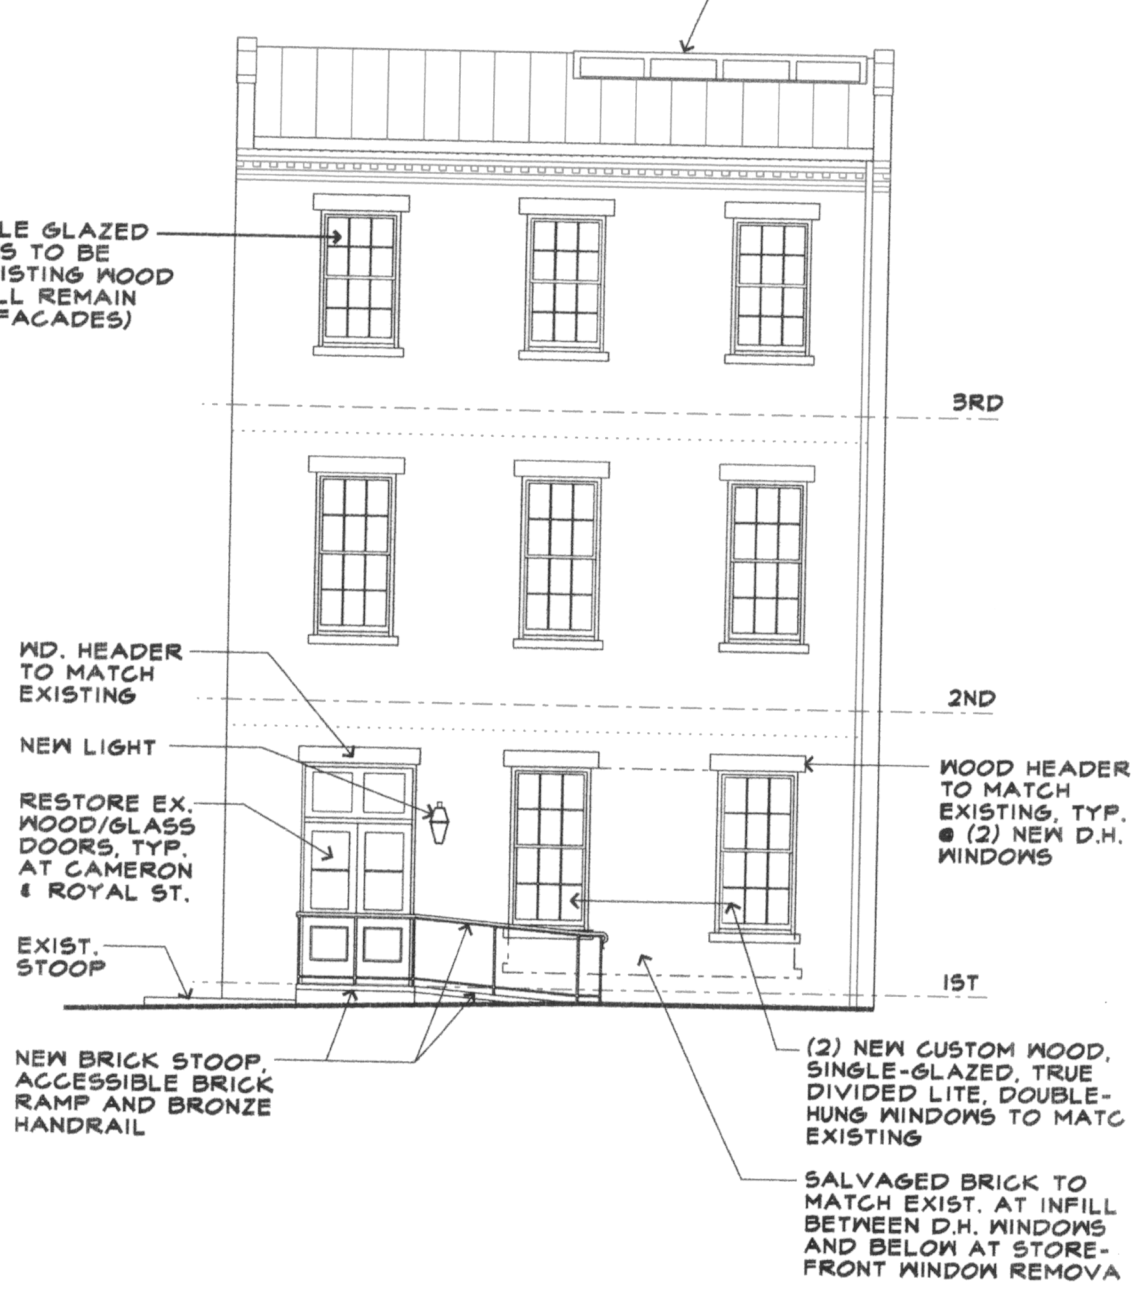 LE GLAZED
S TO BE
ISTING WOOD
LL REMAIN
FACADES)
3RD
WD. HEADER
TO MATCH
EXISTING
2ND
NEW LIGHT
WOOD HEADER
TO MATCH
EXISTING, TYP.
@ (2) NEW D.H.
WINDOWS
RESTORE EX.
WOOD/GLASS
DOORS, TYP.
AT CAMERON
& ROYAL ST.
EXIST.
STOOP
1ST
NEW BRICK STOOP,
ACCESSIBLE BRICK
RAMP AND BRONZE
HANDRAIL
(2) NEW CUSTOM WOOD,
SINGLE-GLAZED, TRUE
DIVIDED LITE, DOUBLE-
HUNG WINDOWS TO MATC
EXISTING
SALVAGED BRICK TO
MATCH EXIST. AT INFILL
BETWEEN D.H. WINDOWS
AND BELOW AT STORE-
FRONT WINDOW REMOVA